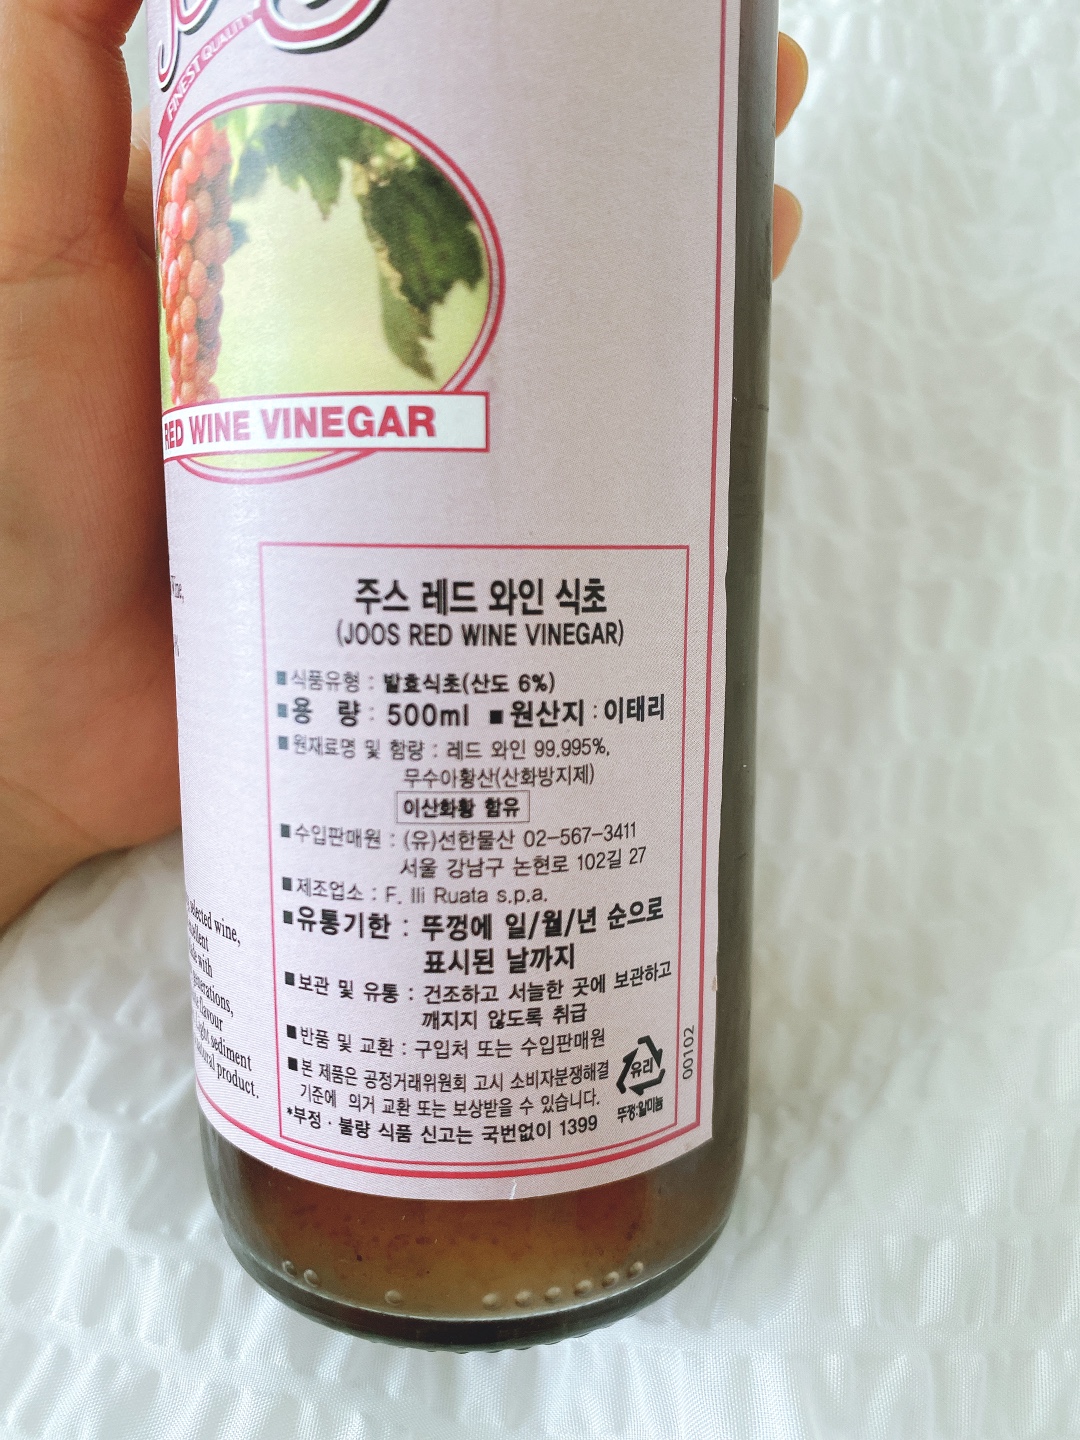 FINEST QUALITY
RED WINE VINEGAR
주스 레드 와인 식초
(JOOS RED WINE VINEGAR)
■식품유형 : 발효식초(산도 6%)
■용 량 : 500ml ■원산지 : 이태리
■원재료명 및 함량 : 레드 와인 99.995%,
무수아황산(산화방지제)
이산화황 함유
■수입판매원 : (유)선한물산 02-567-3411
서울 강남구 논현로 102길 27
■제조업소 : F. lli Ruata s.p.a.
■유통기한 : 뚜껑에 일/월/년 순으로
표시된 날까지
■보관 및 유통 : 건조하고 서늘한 곳에 보관하고
깨지지 않도록 취급
■반품 및 교환 : 구입처 또는 수입판매원
■본 제품은 공정거래위원회 고시 소비자분쟁해결
기준에 의거 교환 또는 보상받을 수 있습니다.
*부정·불량 식품 신고는 국번없이 1399
유리
뚜껑:알미늄
00102
selected wine,
with
generations,
flavour
light sediment
natural product.